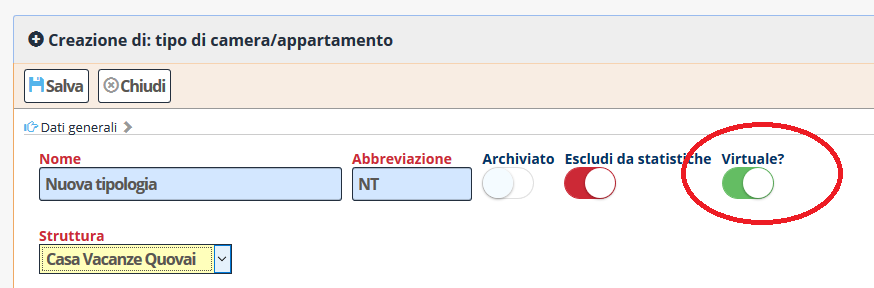 Creazione di: tipo di camera/appartamento
Salva Chiudi
Dati generali
Nome Abbreviazione Archiviato Escludi da statistiche Virtuale?
Nuova tipologia NT
Struttura
Casa Vacanze Quovai